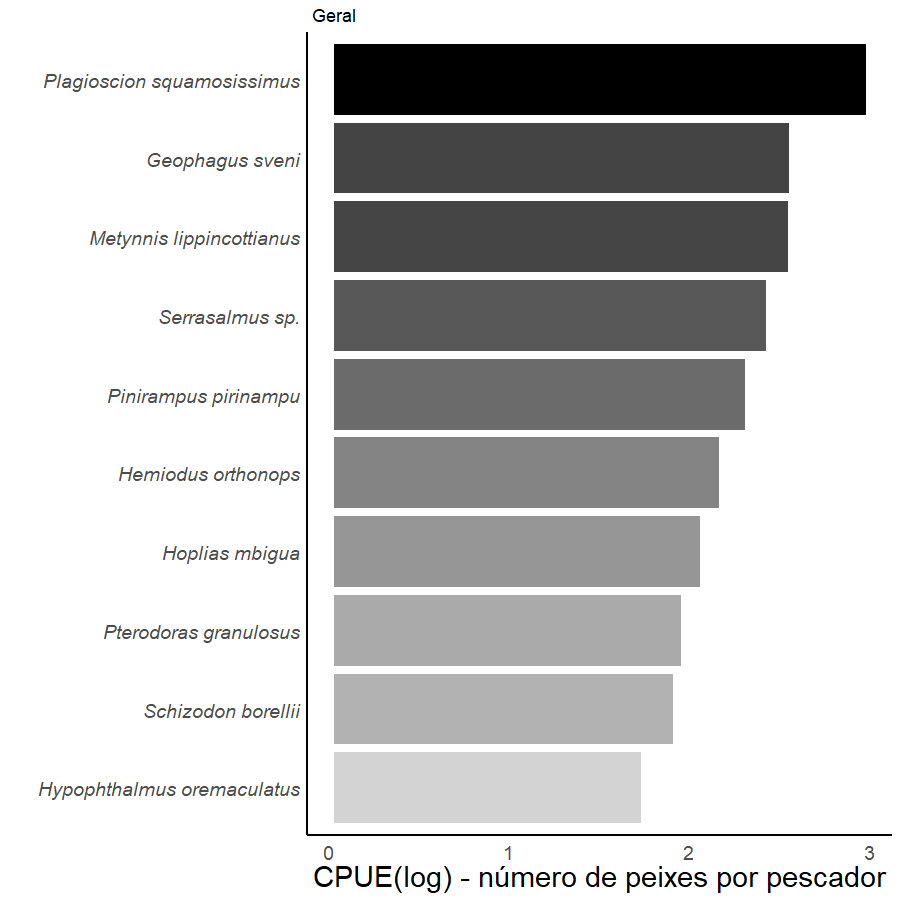 Geral
Plagioscion squamosissimus
Geophagus sveni
Metynnis lippincottianus
Serrasalmus sp.
Pinirampus pirinampu
Hemiodus orthonops
Hoplias mbigua
Pterodoras granulosus
Schizodon borellii
Hypophthalmus oremaculatus
0 1 2 3
CPUE(log) - número de peixes por pescador